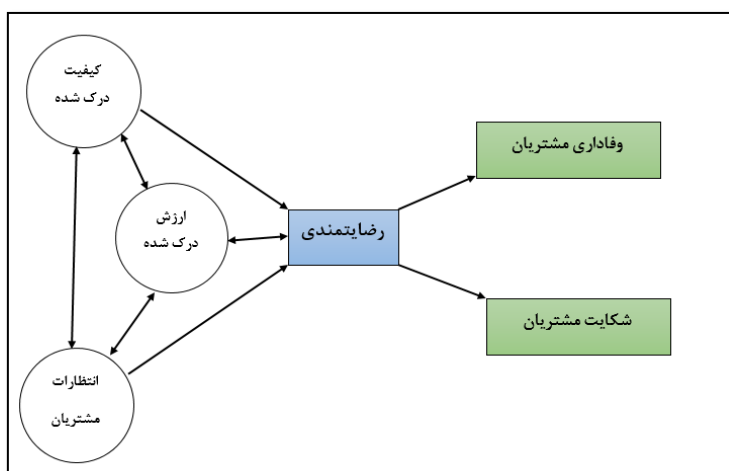 کیفیت
درک شده
وفاداری مشتریان
ارزش
درک شده
رضایتمندی
شکایت مشتریان
انتظارات
مشتریان